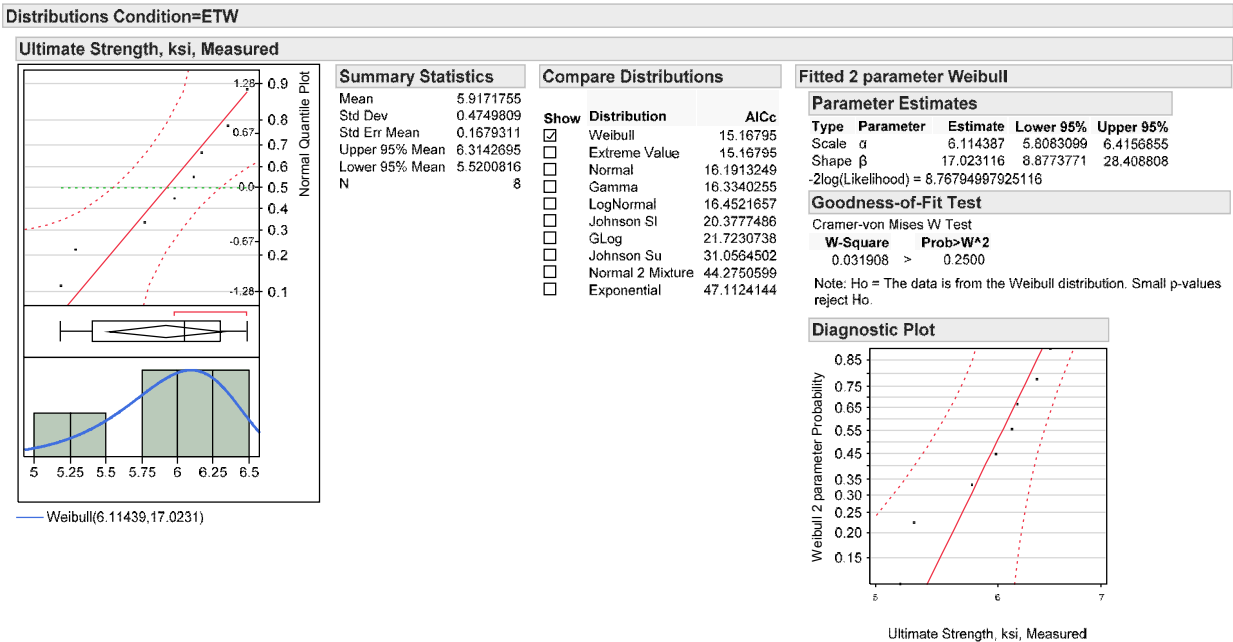 Distributions Condition=ETW
Ultimate Strength, ksi, Measured
1.28 0.9
0.8
0.67
0.7
0.6
0.0 0.5
0.4
0.3
-0.67
0.2
-1.28 0.1
Normal Quantile Plot
5 5.25 5.5 5.75 6 6.25 6.5
Weibull(6.11439,17.0231)
Summary Statistics
Mean 5.9171755
Std Dev 0.4749809
Std Err Mean 0.1679311
Upper 95% Mean 6.3142695
Lower 95% Mean 5.5200816
N 8
Compare Distributions
Show Distribution AICc
Weibull 15.16795
Extreme Value 15.16795
Normal 16.1913249
Gamma 16.3340255
LogNormal 16.4521657
Johnson Sl 20.3777486
GLog 21.7230738
Johnson Su 31.0564502
Normal 2 Mixture 44.2750599
Exponential 47.1124144
Fitted 2 parameter Weibull
Parameter Estimates
Type Parameter Estimate Lower 95% Upper 95%
Scale α 6.114387 5.8083099 6.4156855
Shape β 17.023116 8.8773771 28.408808
-2log(Likelihood) = 8.76794997925116
Goodness-of-Fit Test
Cramer-von Mises W Test
W-Square Prob>W^2
0.031908 > 0.2500
Note: Ho = The data is from the Weibull distribution. Small p-values
reject Ho.
Diagnostic Plot
Weibull 2 parameter Probability
0.85
0.75
0.65
0.55
0.45
0.35
0.30
0.25
0.20
0.15
5 6 7
Ultimate Strength, ksi, Measured